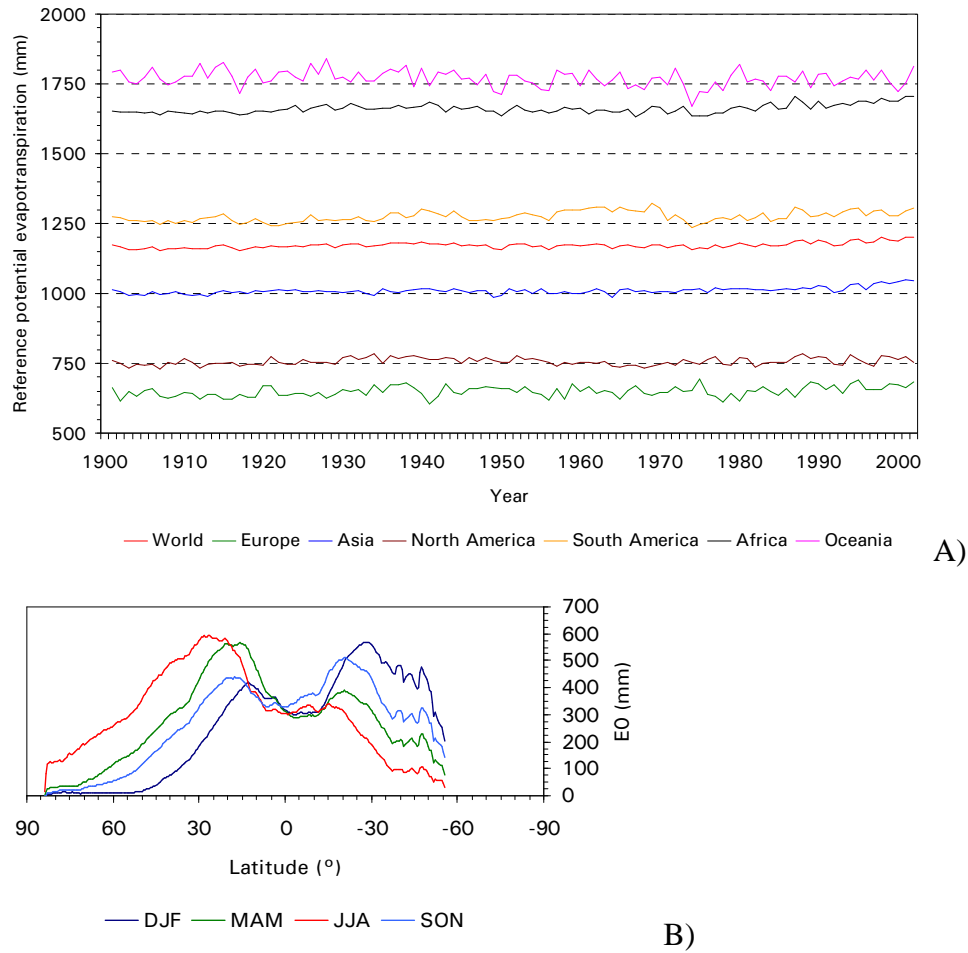 Reference potential evapotranspiration (mm)
2000
1750
1500
1250
1000
750
500
1900 1910 1920 1930 1940 1950 1960 1970 1980 1990 2000
Year
World Europe Asia North America South America Africa Oceania
A)
700
600
500
400
300
200
100
0
EO (mm)
90 60 30 0 -30 -60 -90
Latitude (º)
DJF MAM JJA SON
B)